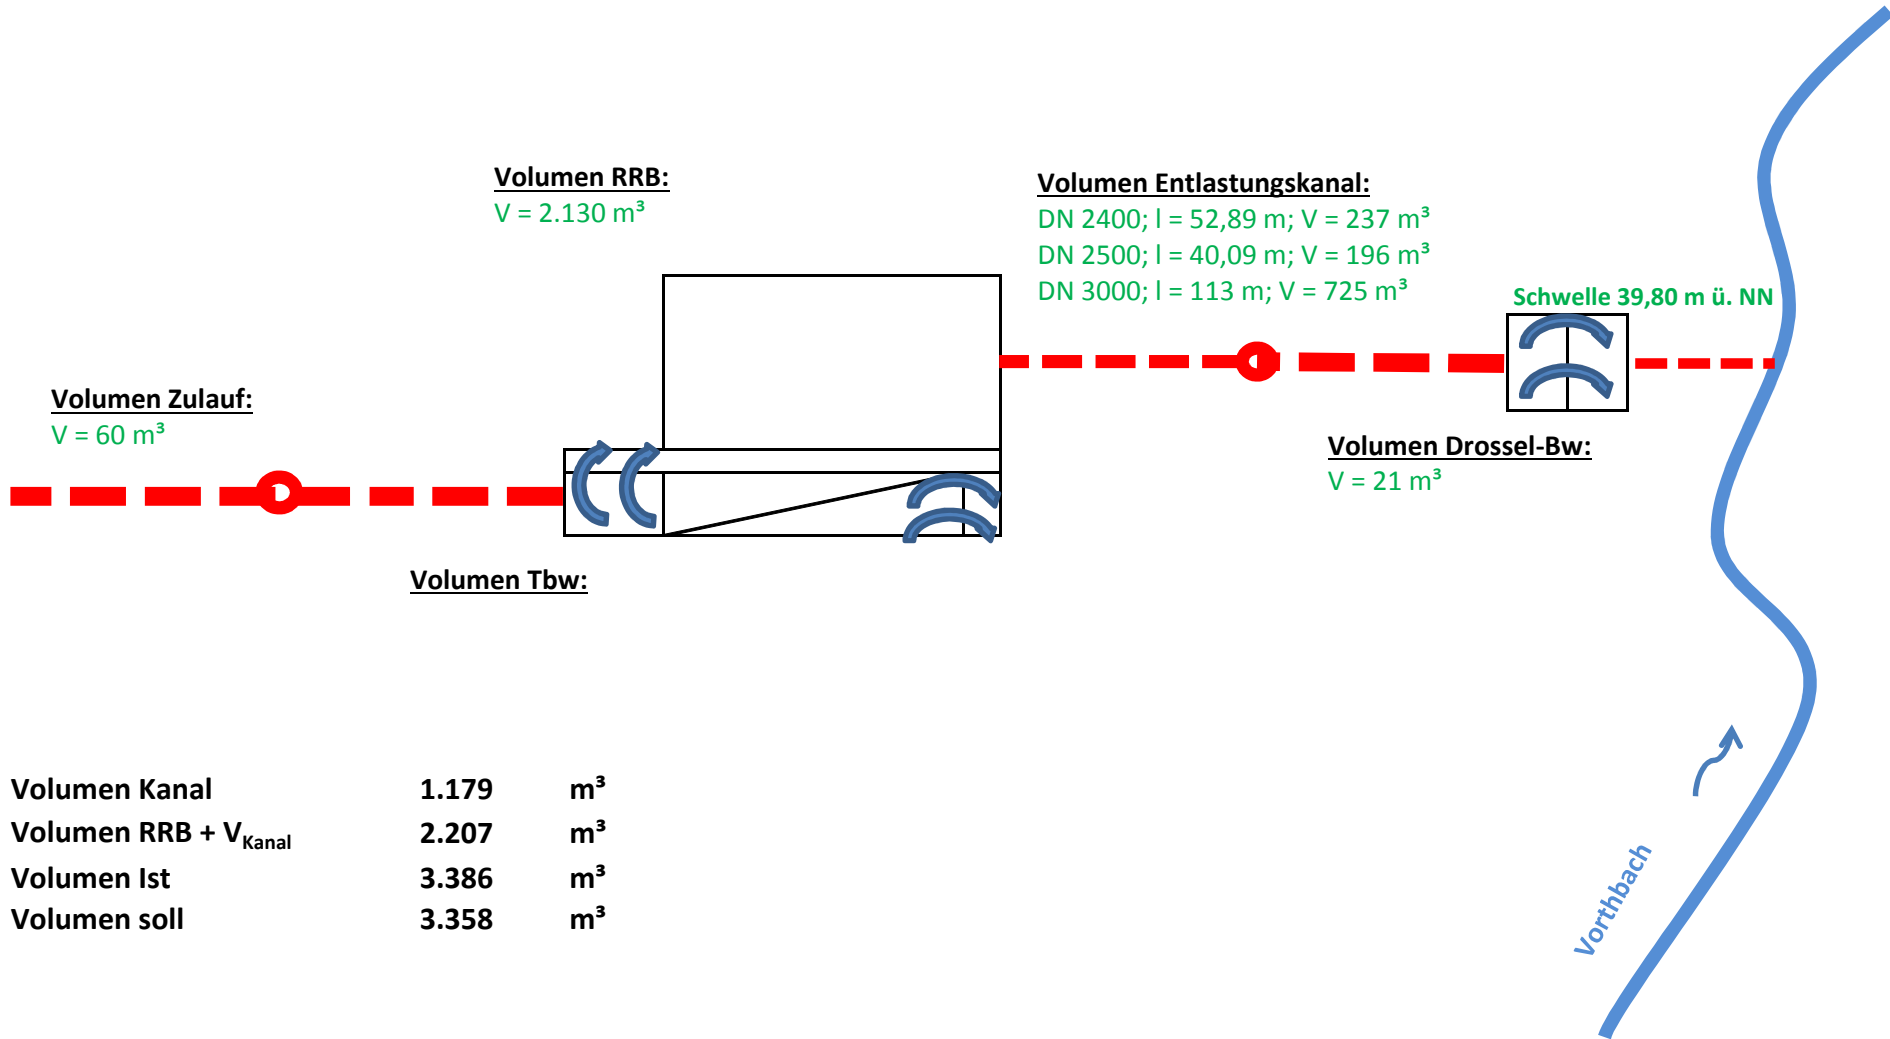 Volumen RRB:
V = 2.130 m³
Volumen Entlastungskanal:
DN 2400; l = 52,89 m; V = 237 m³
DN 2500; l = 40,09 m; V = 196 m³
DN 3000; l = 113 m; V = 725 m³
Schwelle 39,80 m ü. NN
Volumen Zulauf:
V = 60 m³
Volumen Drossel-Bw:
V = 21 m³
Volumen Tbw:
Volumen Kanal 1.179 m³
Volumen RRB + VKanal 2.207 m³
Volumen Ist 3.386 m³
Volumen soll 3.358 m³
Vorthbach